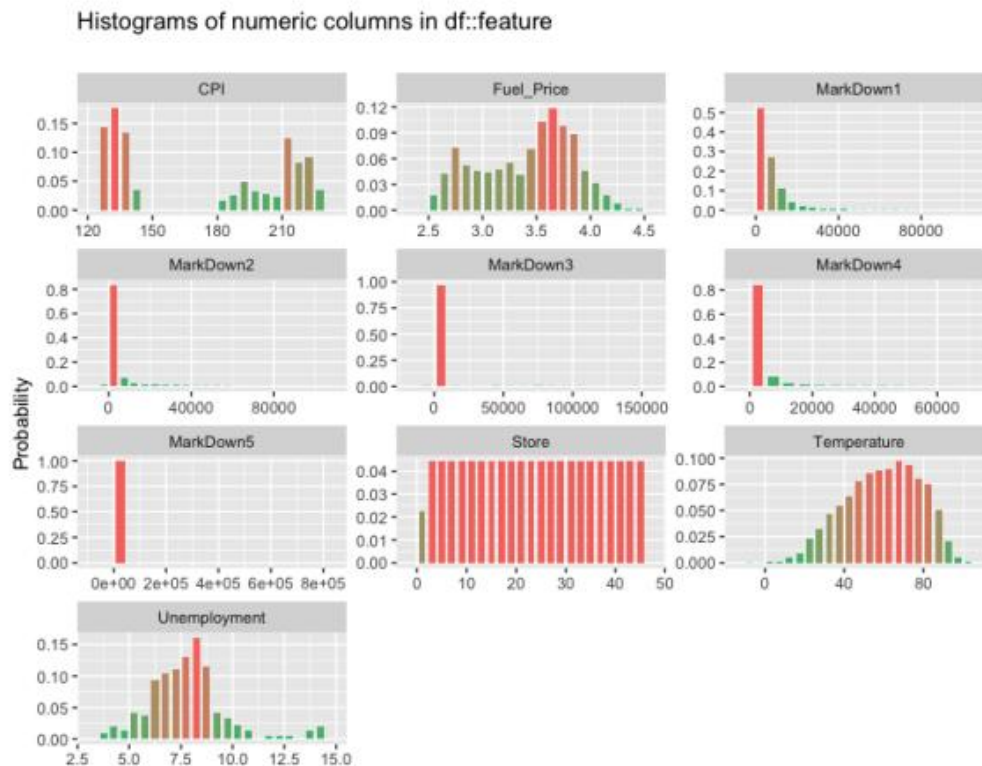 Histograms of numeric columns in df::feature
CPI
Fuel_Price
MarkDown1
0.15
0.10
0.05
0.00
120 150 180 210
0.12
0.09
0.06
0.03
0.00
2.5 3.0 3.5 4.0 4.5
0.5
0.4
0.3
0.2
0.1
0.0
0 40000 80000
MarkDown2
MarkDown3
MarkDown4
0.8
0.6
0.4
0.2
0.0
0 40000 80000
1.00
0.75
0.50
0.25
0.00
0 50000 100000 150000
0.8
0.6
0.4
0.2
0.0
0 20000 40000 60000
Probability
MarkDown5
Store
Temperature
1.00
0.75
0.50
0.25
0.00
0e+00 2e+05 4e+05 6e+05 8e+05
0.04
0.03
0.02
0.01
0.00
0 10 20 30 40 50
0.100
0.075
0.050
0.025
0.000
0 40 80
Unemployment
0.15
0.10
0.05
0.00
2.5 5.0 7.5 10.0 12.5 15.0